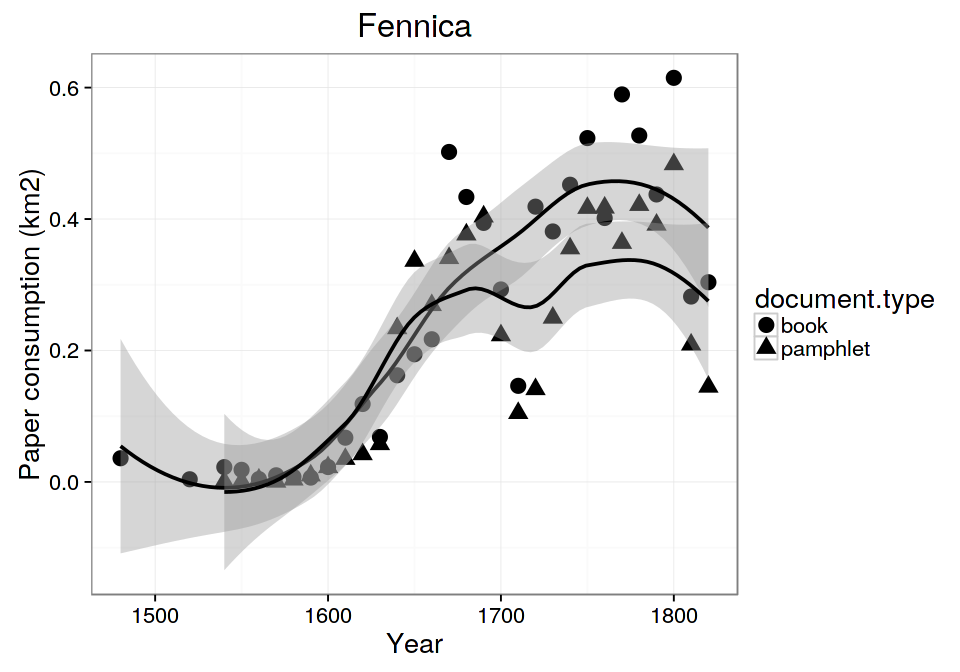 Fennica
Paper consumption (km2)
0.6
0.4
0.2
0.0
1500 1600 1700 1800
Year
document.type
book
pamphlet